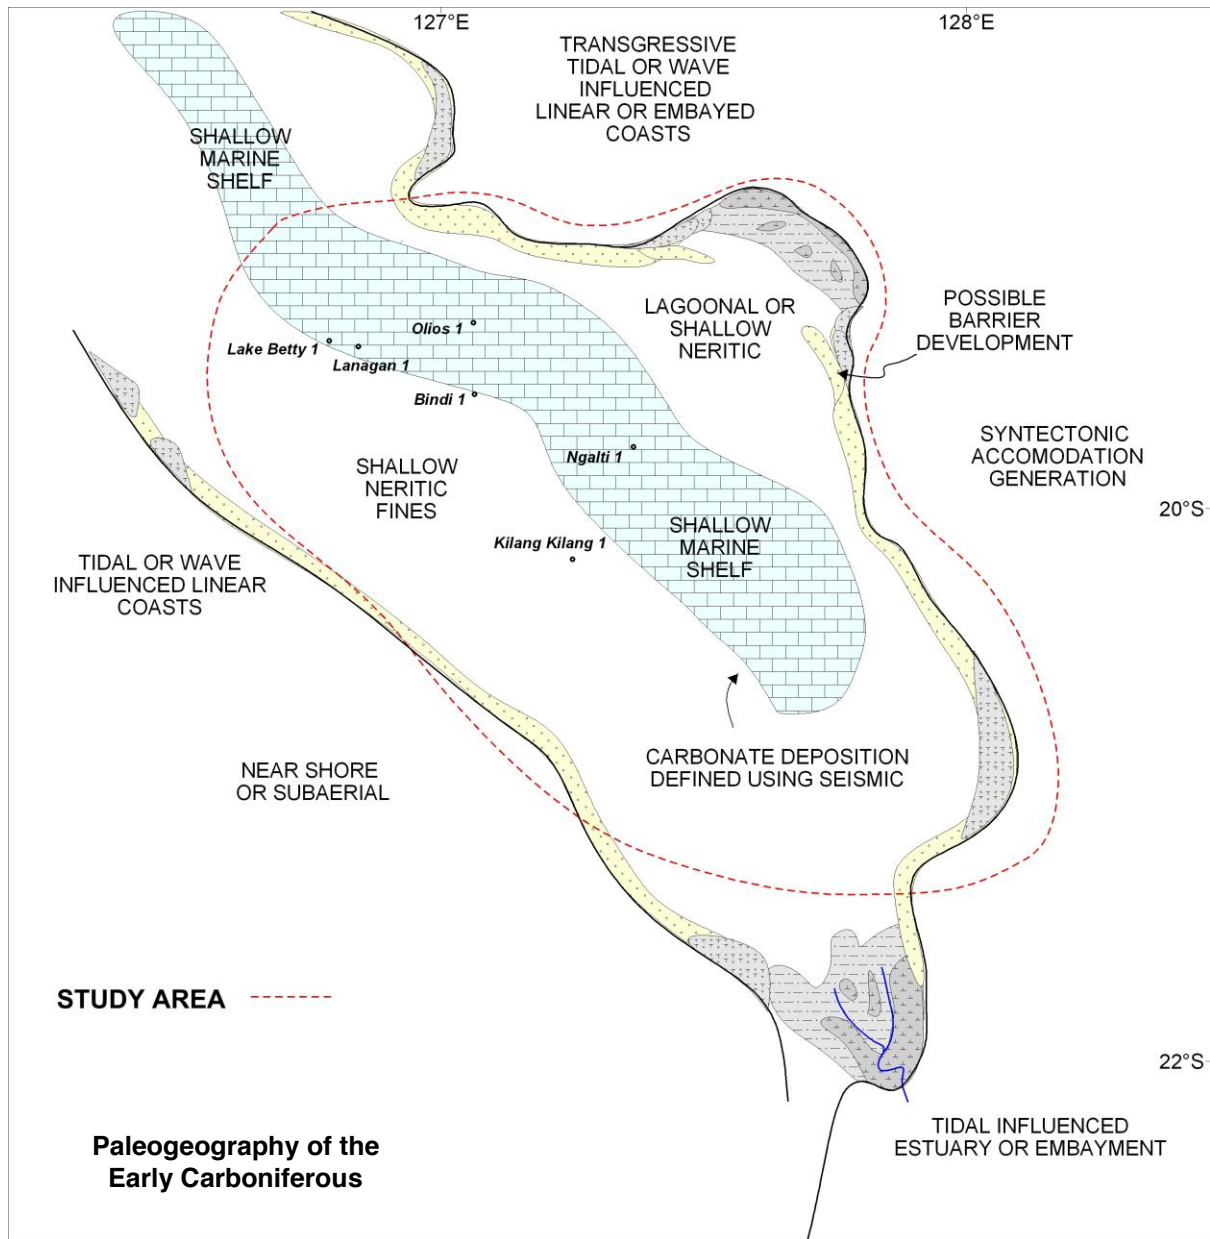 127°E
128°E
TRANSGRESSIVE
TIDAL OR WAVE
INFLUENCED
LINEAR OR EMBAYED
COASTS
SHALLOW
MARINE
SHELF
LAGOONAL OR
SHALLOW
NERITIC
POSSIBLE
BARRIER
DEVELOPMENT
Olios 1
Lake Betty 1
Lanagan 1
Bindi 1
Ngalti 1
SYNTECTONIC
ACCOMODATION
GENERATION
SHALLOW
NERITIC
FINES
20°S
Kilang Kilang 1
SHALLOW
MARINE
SHELF
TIDAL OR WAVE
INFLUENCED LINEAR
COASTS
CARBONATE DEPOSITION
DEFINED USING SEISMIC
NEAR SHORE
OR SUBAERIAL
STUDY AREA
22°S
TIDAL INFLUENCED
ESTUARY OR EMBAYMENT
Paleogeography of the
Early Carboniferous